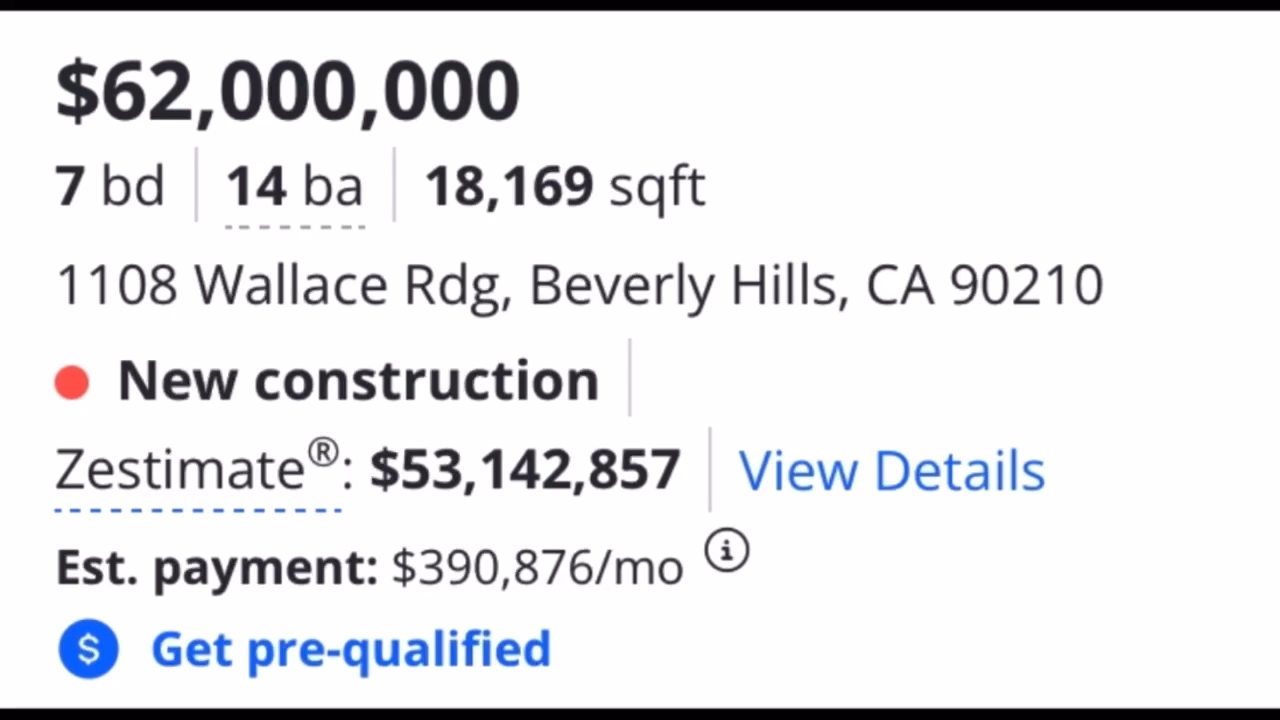 $62,000,000
7 bd | 14 ba | 18,169 sqft
1108 Wallace Rdg, Beverly Hills, CA 90210
New construction |
Zestimate®: $53,142,857 | View Details
Est. payment: $390,876/mo i
$ Get pre-qualified